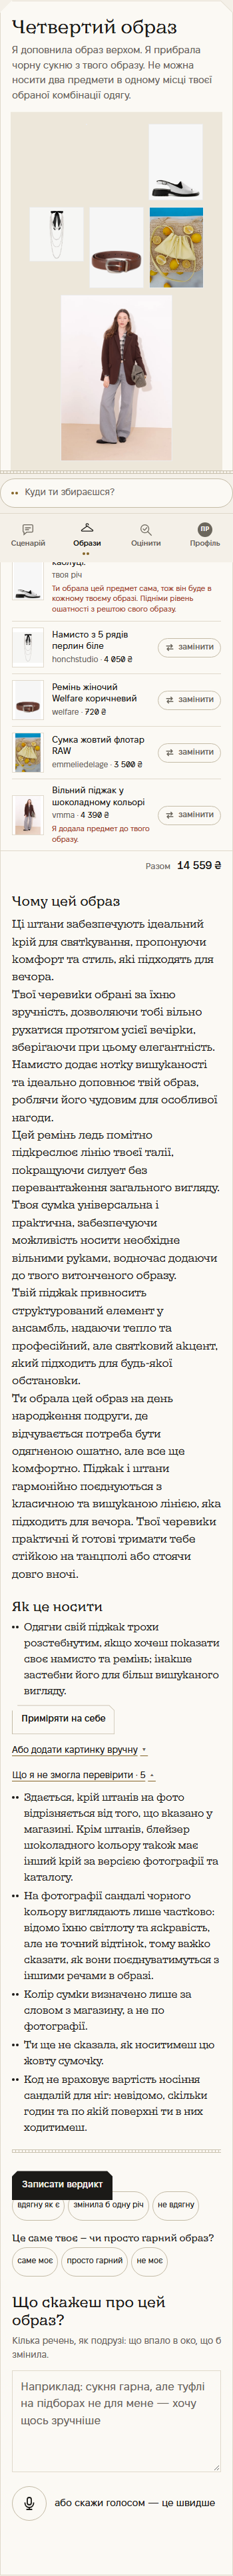 Четвертий образ
Я доповнила образ верхом. Я прибрала
чорну сукню з твого образу. Не можна
носити два предмети в одному місці твоєї
обраної комбінації одягу.
Куди ти збираєшся?
Сценарій
Образи
Оцінити
ПР
Профіль
каблуці.
твоя річ
Ти обрала цей предмет сама, тож він буде в
кожному твоєму образі. Підніми рівень
ошатності з рештою свого образу.
Намисто з 5 рядів
перлин біле
honchstudio · 4 050 ₴
замінити
Ремінь жіночий
Welfare коричневий
welfare · 720 ₴
замінити
Сумка жовтий флотар
RAW
emmeliedelage · 3 500 ₴
замінити
Вільний піджак у
шоколадному кольорі
vmma · 4 390 ₴
Я додала предмет до твого
образу.
замінити
Разом 14 559 ₴
Чому цей образ
Ці штани забезпечують ідеальний
крій для святкування, пропонуючи
комфорт та стиль, які підходять для
вечора.
Твої черевики обрані за їхню
зручність, дозволяючи тобі вільно
рухатися протягом усієї вечірки,
зберігаючи при цьому елегантність.
Намисто додає нотку вишуканості
та ідеально доповнює твій образ,
роблячи його чудовим для особливої
нагоди.
Цей ремінь ледь помітно
підкреслює лінію твоєї талії,
покращуючи силует без
перевантаження загального вигляду.
Твоя сумка універсальна і
практична, забезпечуючи
можливість носити необхідне
вільними руками, водночас додаючи
до твого витонченого образу.
Твій піджак привносить
структурований елемент у
ансамбль, надаючи тепло та
професійний, але святковий акцент,
який підходить для будь-якої
обстановки.
Ти обрала цей образ на день
народження подруги, де
відчувається потреба бути
одягненою ошатно, але все ще
комфортно. Піджак і штани
гармонійно поєднуються з
класичною та вишуканою лінією, яка
підходить для вечора. Твої черевики
практичні й готові тримати тебе
стійкою на танцполі або стоячи
довго вночі.
Як це носити
Одягни свій піджак трохи
розстебнутим, якщо хочеш показати
своє намисто та ремінь; інакше
застебни його для більш вишуканого
вигляду.
Приміряти на себе
Або додати картинку вручну
Що я не змогла перевірити · 5
Здається, крій штанів на фото
відрізняється від того, що вказано у
магазині. Крім штанів, блейзер
шоколадного кольору також має
інший крій за версією фотографії та
каталогу.
На фотографії сандалі чорного
кольору виглядають лише частково:
відомо їхню світлоту та яскравість,
але не точний відтінок, тому важко
сказати, як вони поєднуватимуться з
іншими речами в образі.
Колір сумки визначено лише за
словом з магазину, а не по
фотографії.
Ти ще не сказала, як носитимеш цю
жовту сумочку.
Код не враховує вартість носіння
сандалій для ніг: невідомо, скільки
годин та по якій поверхні ти в них
ходитимеш.
Записати вердикт
вдягну як є
змінила б одну річ
не вдягну
Це саме твоє — чи просто гарний образ?
саме моє
просто гарний
не моє
Що скажеш про цей
образ?
Кілька речень, як подрузі: що впало в око, що б
змінила.
Наприклад: сукня гарна, але туфлі
на підборах не для мене — хочу
щось зручніше
або скажи голосом — це швидше